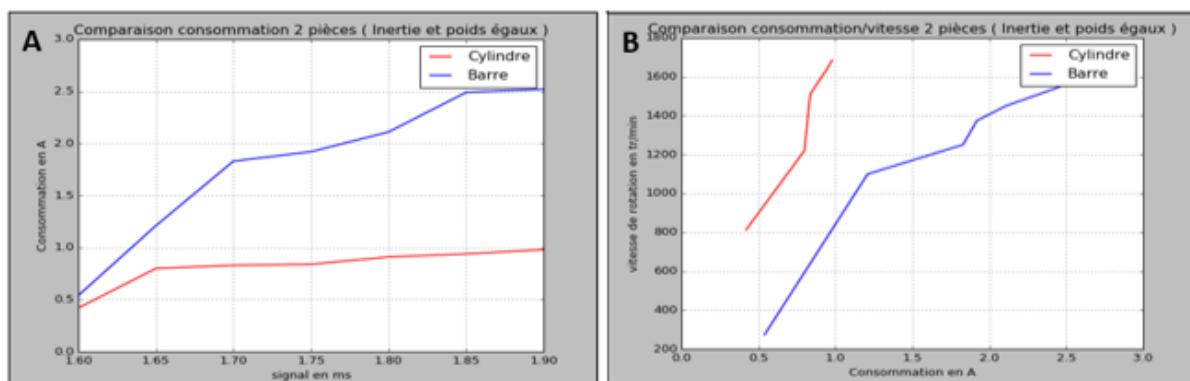 A
Comparaison consommation 2 pièces ( Inertie et poids égaux )
Cylindre
Barre
Consommation en A
3.0
2.5
2.0
1.5
1.0
0.5
0.0
1.60 1.65 1.70 1.75 1.80 1.85 1.90
signal en ms
B
Comparaison consommation/vitesse 2 pièces ( Inertie et poids égaux )
Cylindre
Barre
vitesse de rotation en tr/min
1800
1600
1400
1200
1000
800
600
400
200
0.0 0.5 1.0 1.5 2.0 2.5 3.0
Consommation en A